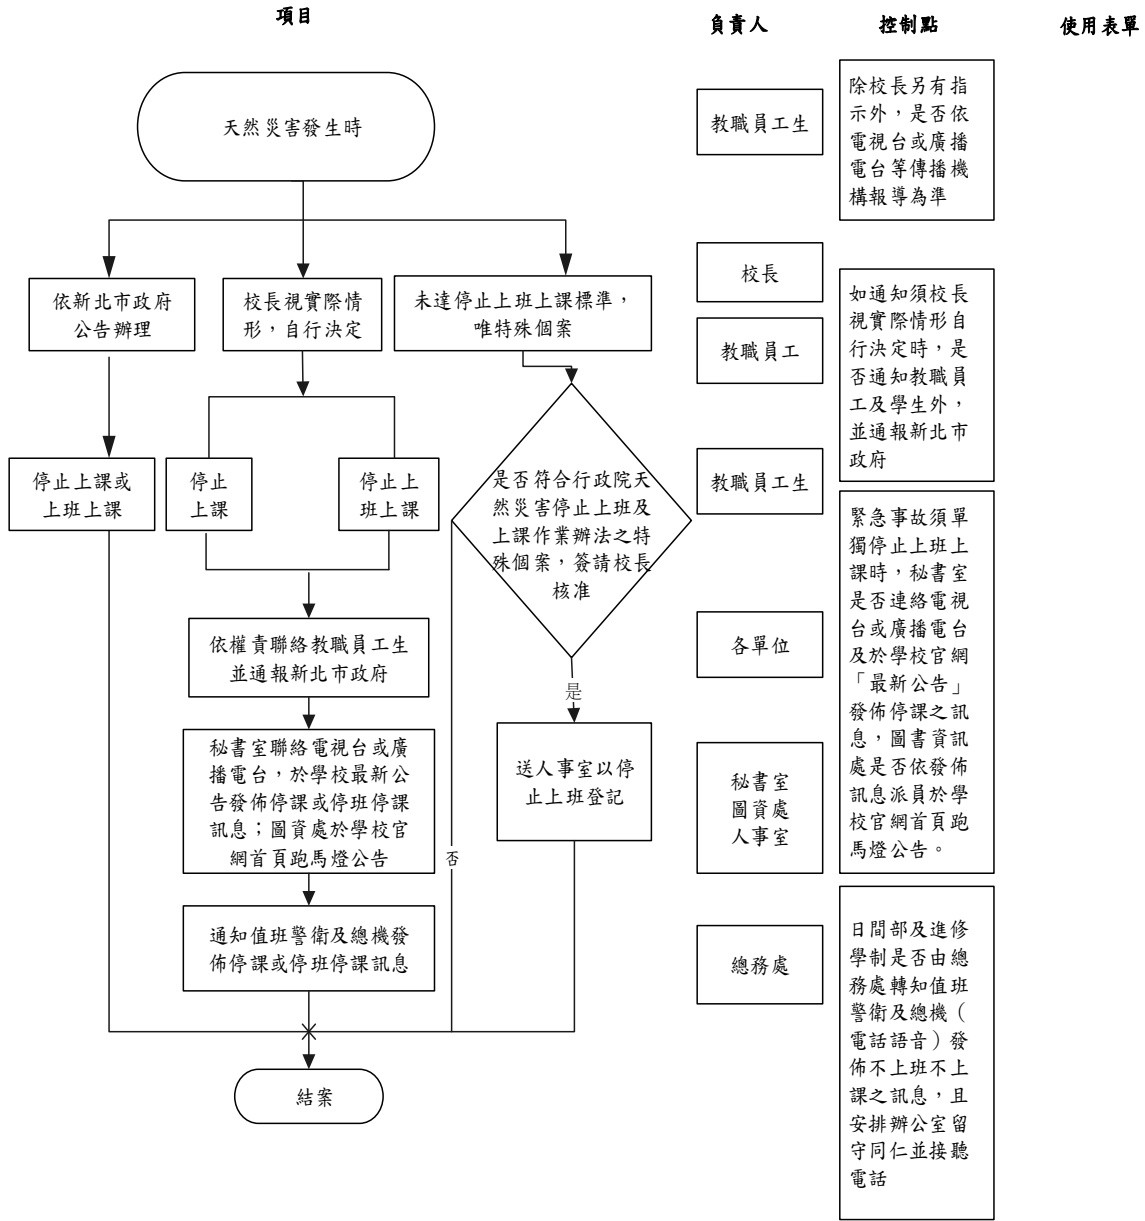 項目
負責人
控制點
使用表單
天然災害發生時
依新北市政府
公告辦理
校長視實際情
形，自行決定
未達停止上班上課標準，
唯特殊個案
停止上課或
上班上課
停止
上課
停止上
班上課
是否符合行政院天
然災害停止上班及
上課作業辦法之特
殊個案，簽請校長
核准
依權責聯絡教職員工生
並通報新北市政府
是
秘書室聯絡電視台或廣
播電台，於學校最新公
告發佈停課或停班停課
訊息；圖資處於學校官
網首頁跑馬燈公告
送人事室以停
止上班登記
否
通知值班警衛及總機發
佈停課或停班停課訊息
結案
教職員工生
校長
教職員工
教職員工生
各單位
秘書室
圖資處
人事室
總務處
除校長另有指
示外，是否依
電視台或廣播
電台等傳播機
構報導為準
如通知須校長
視實際情形自
行決定時，是
否通知教職員
工及學生外，
並通報新北市
政府
緊急事故須單
獨停止上班上
課時，秘書室
是否連絡電視
台或廣播電台
及於學校官網
「最新公告」
發佈停課之訊
息，圖書資訊
處是否依發佈
訊息派員於學
校官網首頁跑
馬燈公告。
日間部及進修
學制是否由總
務處轉知值班
警衛及總機（
電話語音）發
佈不上班不上
課之訊息，且
安排辦公室留
守同仁並接聽
電話